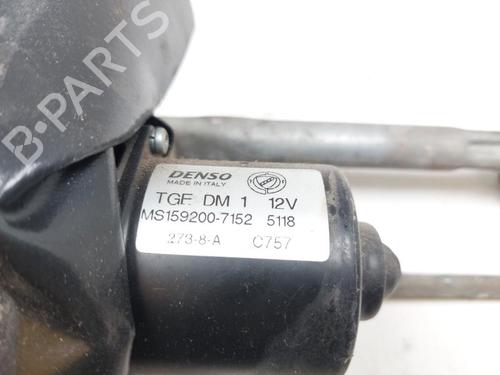 B-PARTS
DENSO
MADE IN ITALY
TGE DM 1 12V
MS159200-7152 5118
273-8-A C757